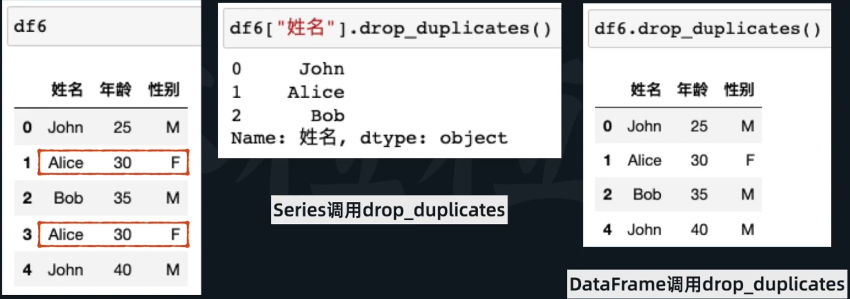 df6
姓名 年龄 性别
0 John 25 M
1 Alice 30 F
2 Bob 35 M
3 Alice 30 F
4 John 40 M
df6["姓名"].drop_duplicates()
0 John
1 Alice
2 Bob
Name: 姓名, dtype: object
Series调用drop_duplicates
df6.drop_duplicates()
姓名 年龄 性别
0 John 25 M
1 Alice 30 F
2 Bob 35 M
4 John 40 M
DataFrame调用drop_duplicates